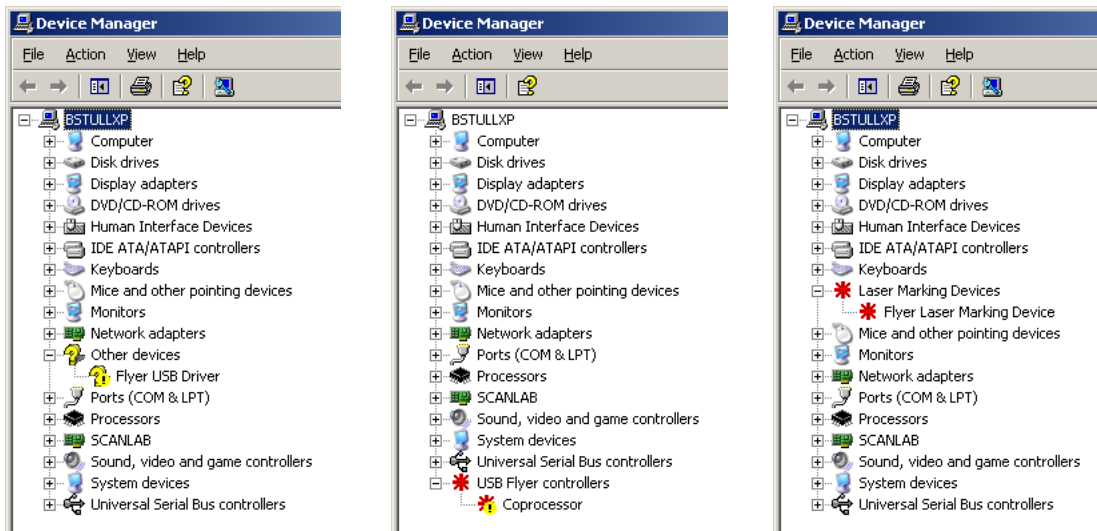 Device Manager
File Action View Help
BSTULLXP
Computer
Disk drives
Display adapters
DVD/CD-ROM drives
Human Interface Devices
IDE ATA/ATAPI controllers
Keyboards
Mice and other pointing devices
Monitors
Network adapters
Other devices
Flyer USB Driver
Ports (COM & LPT)
Processors
SCANLAB
Sound, video and game controllers
System devices
Universal Serial Bus controllers
Device Manager
File Action View Help
BSTULLXP
Computer
Disk drives
Display adapters
DVD/CD-ROM drives
Human Interface Devices
IDE ATA/ATAPI controllers
Keyboards
Mice and other pointing devices
Monitors
Network adapters
Ports (COM & LPT)
Processors
SCANLAB
Sound, video and game controllers
System devices
Universal Serial Bus controllers
USB Flyer controllers
Coprocessor
Device Manager
File Action View Help
BSTULLXP
Computer
Disk drives
Display adapters
DVD/CD-ROM drives
Human Interface Devices
IDE ATA/ATAPI controllers
Keyboards
Laser Marking Devices
Flyer Laser Marking Device
Mice and other pointing devices
Monitors
Network adapters
Ports (COM & LPT)
Processors
SCANLAB
Sound, video and game controllers
System devices
Universal Serial Bus controllers